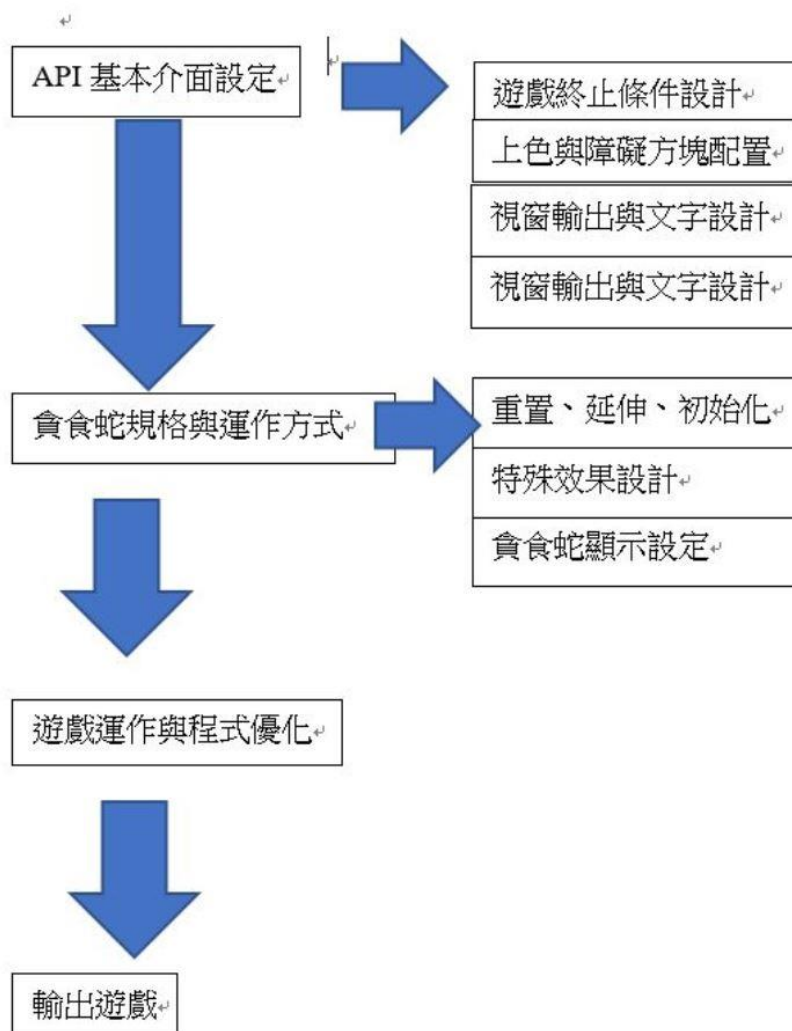 API 基本介面設定
遊戲終止條件設計
上色與障礙方塊配置
視窗輸出與文字設計
視窗輸出與文字設計
貪食蛇規格與運作方式
重置、延伸、初始化
特殊效果設計
貪食蛇顯示設定
遊戲運作與程式優化
輸出遊戲